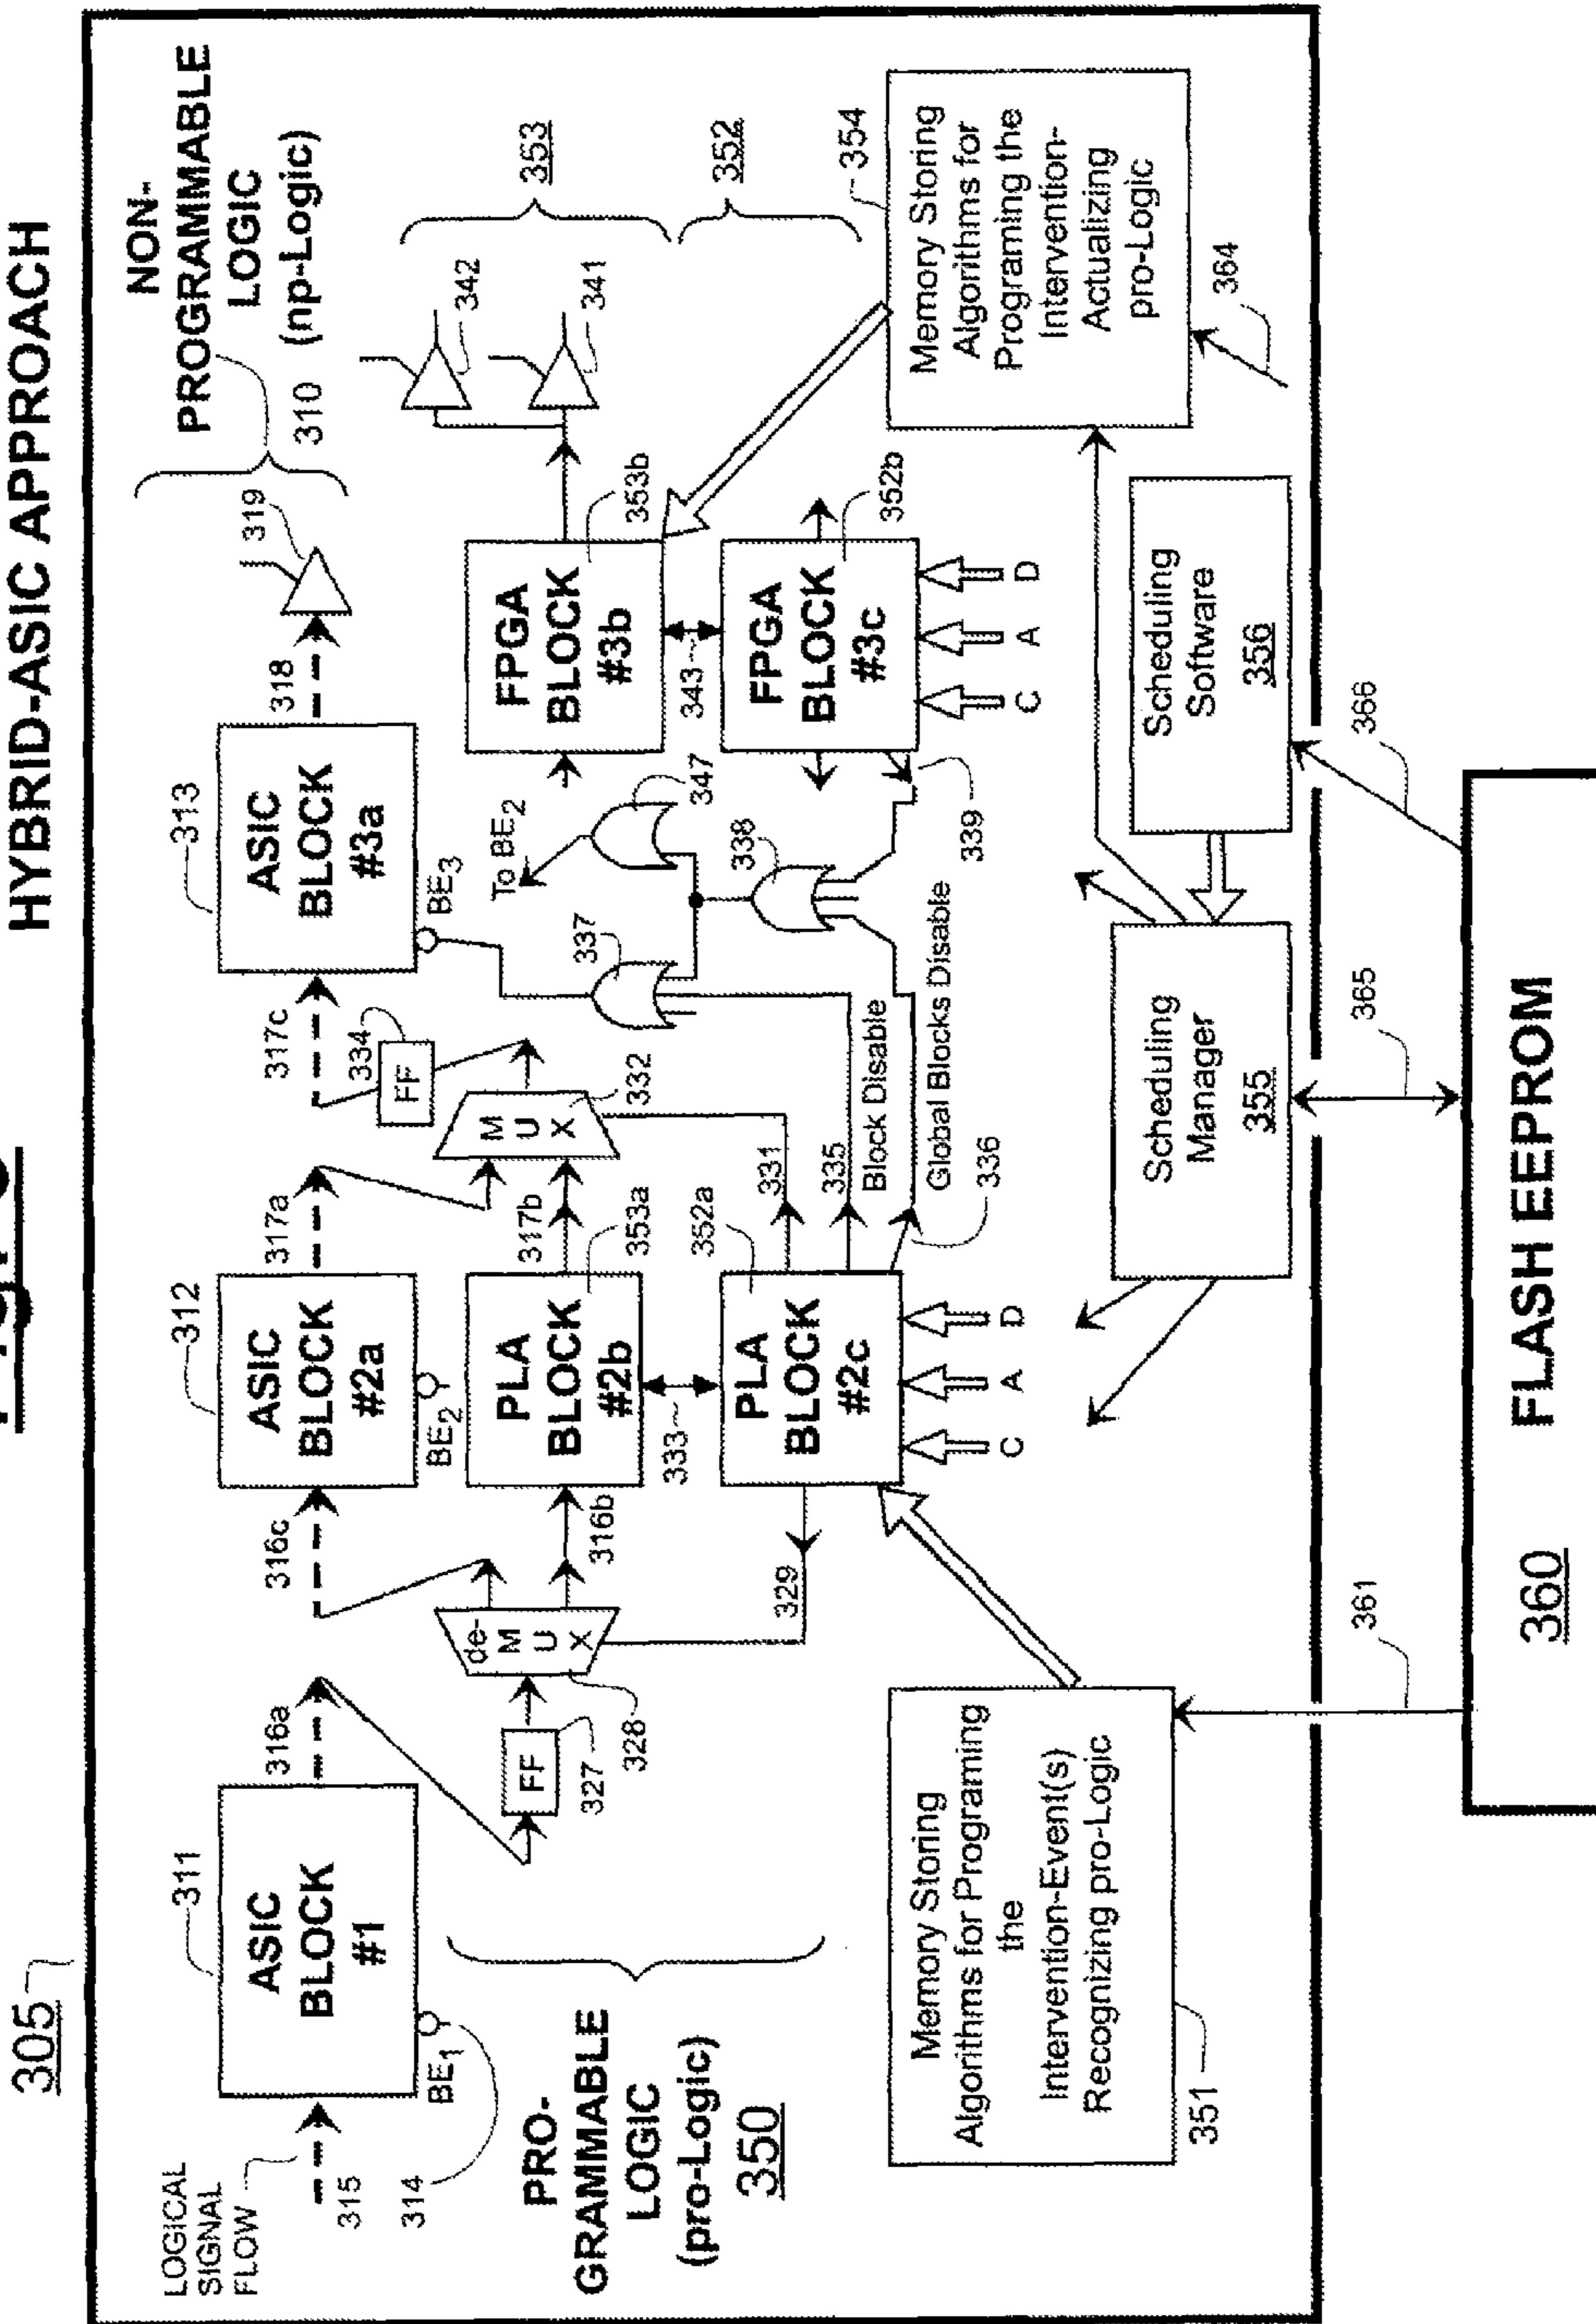 HYBRID-ASIC APPROACH
305
NON-
PROGRAMMABLE
LOGIC
(np-Logic)
310
LOGICAL
SIGNAL
FLOW
315
314
311
ASIC
BLOCK
#1
BE1
316a
316c
312
ASIC
BLOCK
#2a
BE2
317a
317c
313
ASIC
BLOCK
#3a
BE3
318
319
334
FF
FF
327
de-
M
U
X
328
316b
PLA
BLOCK
#2b
353a
317b
M
U
X
332
337
To BE2
347
FPGA
BLOCK
#3b
353b
342
341
353
352
PRO-
GRAMMABLE
LOGIC
(pro-Logic)
350
329
333
PLA
BLOCK
#2c
352a
331
335
Block Disable
Global Blocks Disable
336
338
339
343
FPGA
BLOCK
#3c
352b
C
A
D
C
A
D
Memory Storing
Algorithms for Programing
the
Intervention-Event(s)
Recognizing pro-Logic
351
Scheduling
Manager
355
Scheduling
Software
356
354
Memory Storing
Algorithms for
Programing the
Intervention-
Actualizing
pro-Logic
364
361
365
366
360
FLASH EEPROM